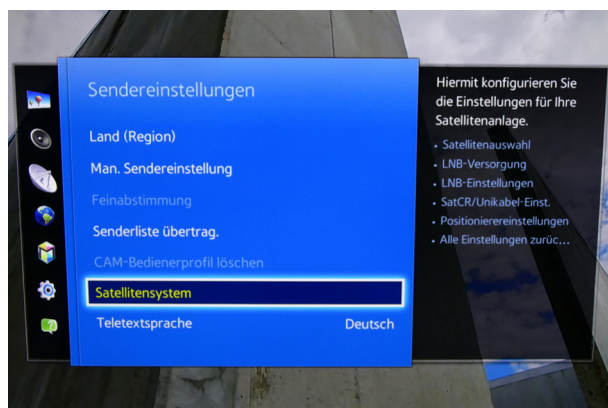 Sendereinstellungen
Land (Region)
Man. Sendereinstellung
Feinabstimmung
Senderliste übertrag.
CAM-Bedienerprofil löschen
Satellitensystem
Teletextsprache Deutsch
Hiermit konfigurieren Sie
die Einstellungen für Ihre
Satellitenanlage.
• Satellitenauswahl
• LNB-Versorgung
• LNB-Einstellungen
• SatCR/Unikabel-Einst.
• Positionierereinstellungen
• Alle Einstellungen zurüc...